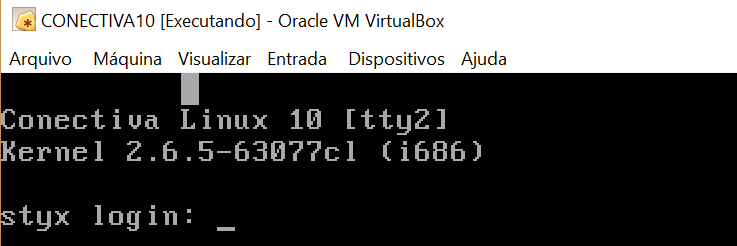 CONECTIVA10 [Executando] - Oracle VM VirtualBox
Arquivo Máquina Visualizar Entrada Dispositivos Ajuda
Conectiva Linux 10 [tty2]
Kernel 2.6.5-63077cl (i686)
styx login: _